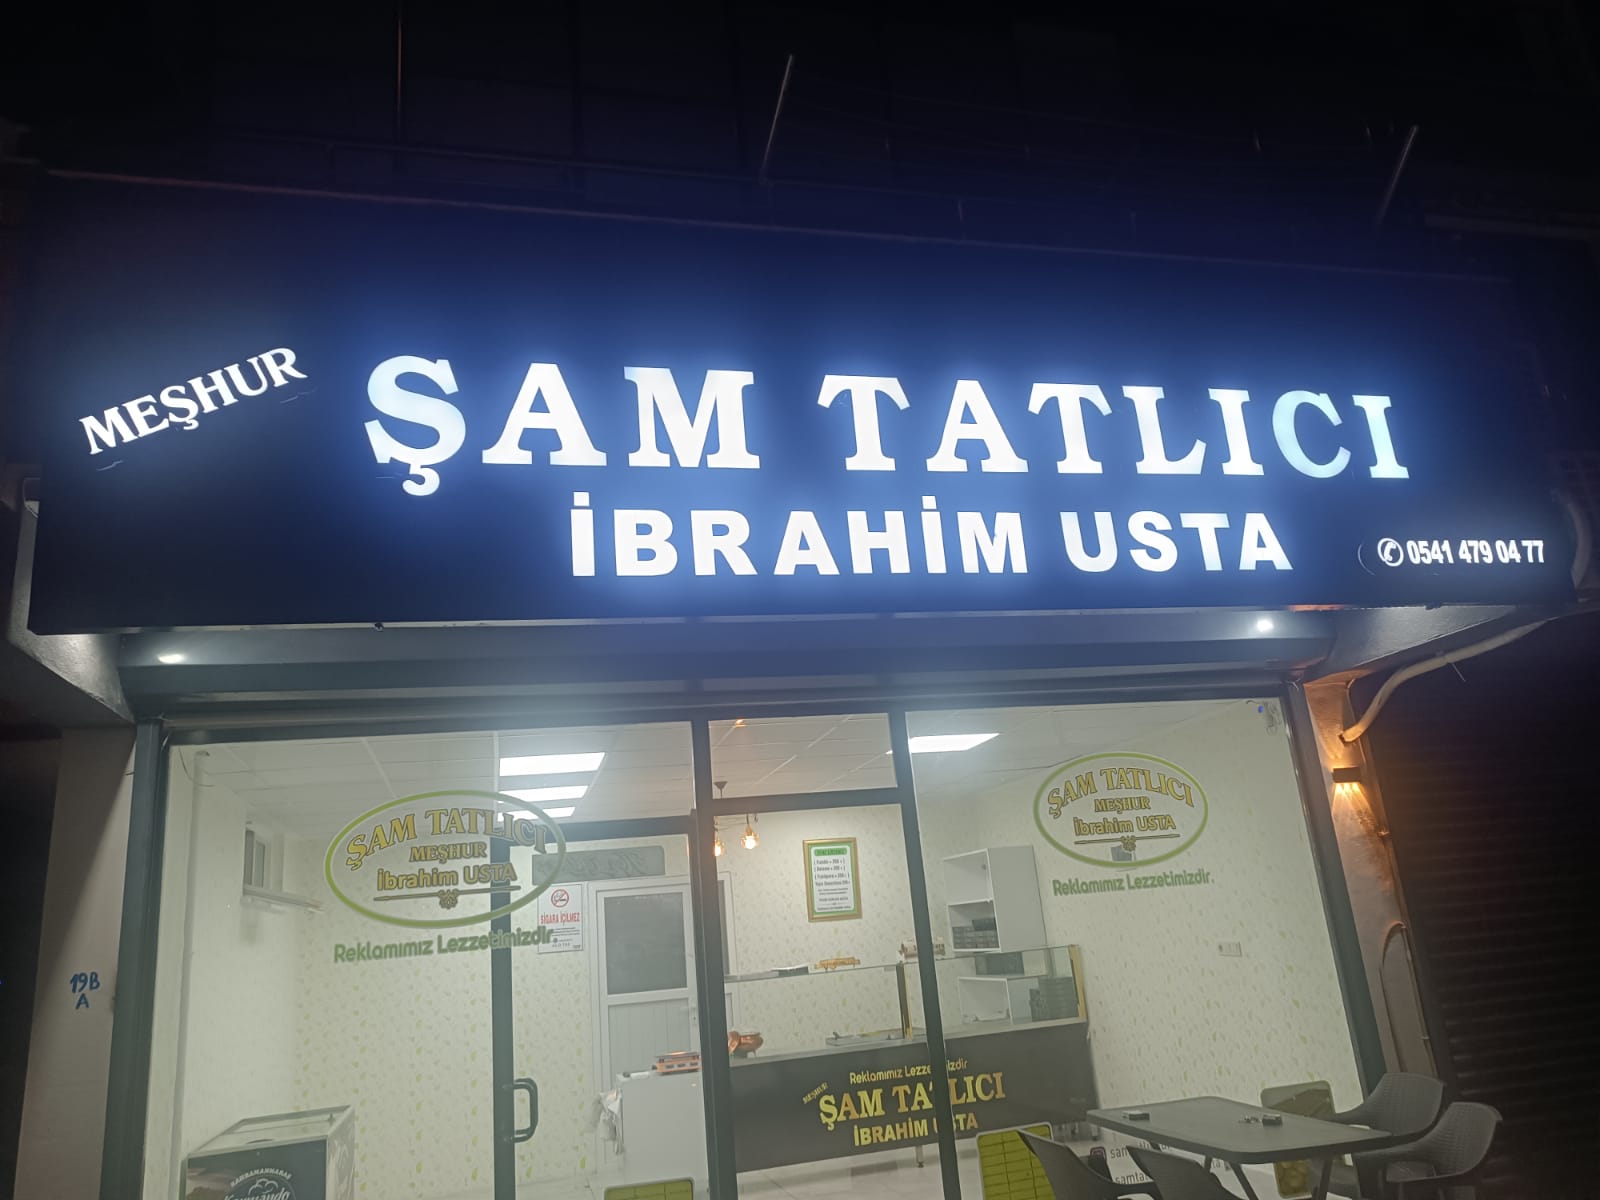 MEŞHUR
ŞAM TATLICI
İBRAHİM USTA
0541 479 04 77
ŞAM TATLICI
MEŞHUR
İbrahim USTA
Reklamımız Lezzetimizdir
ŞAM TATLICI
MEŞHUR
İbrahim USTA
Reklamımız Lezzetimizdir.
SİGARA İÇİLMEZ
19B
A
Reklamımız Lezzetimizdir
MEŞHUR
ŞAM TATLICI
İBRAHİM USTA
KAHRAMANMARAŞ